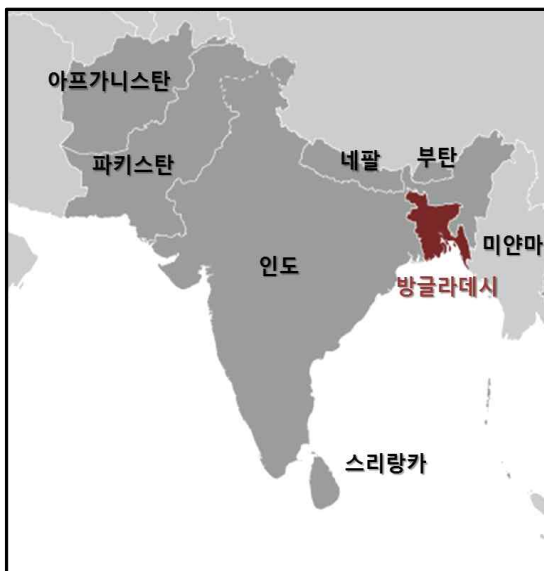 아프가니스탄
파키스탄
네팔
부탄
인도
미얀마
방글라데시
스리랑카